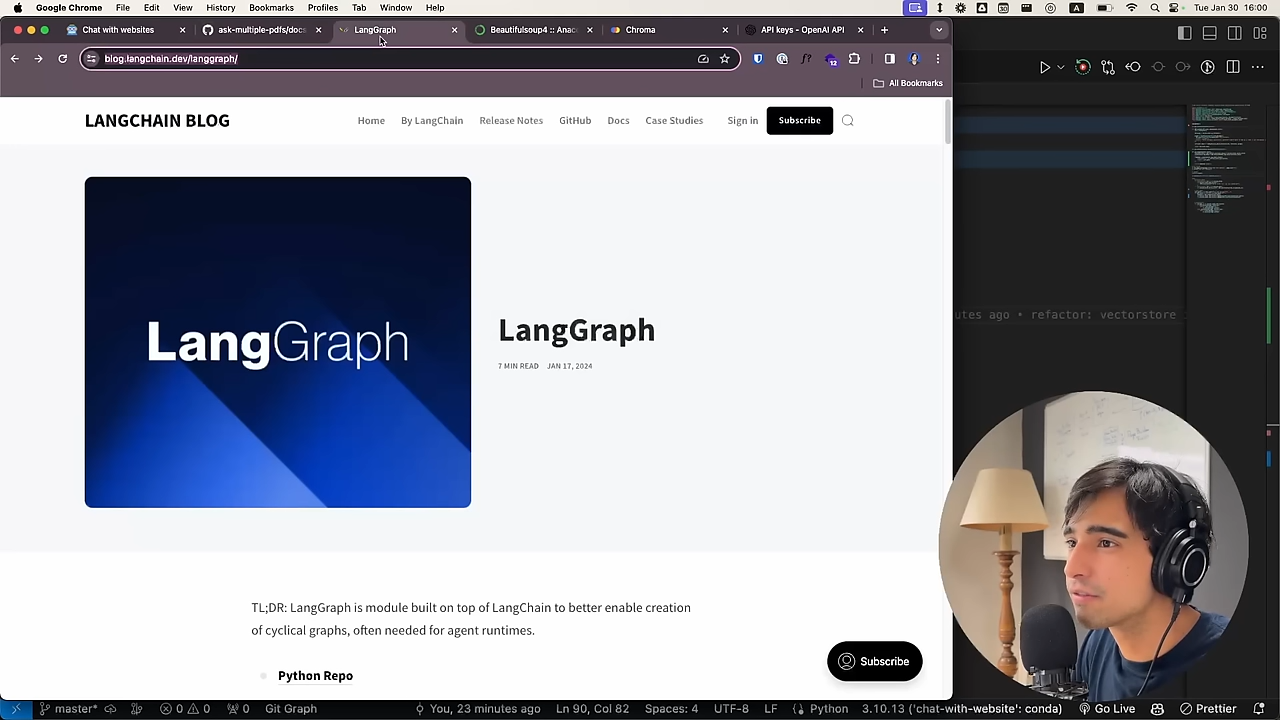 Google Chrome File Edit View History Bookmarks Profiles Tab Window Help
Tue Jan 30 16:00
Chat with websites
ask-multiple-pdfs/docs
LangGraph
Beautifulsoup4 :: Anac
Chroma
API keys - OpenAI API
blog.langchain.dev/langgraph/
12
All Bookmarks
LANGCHAIN BLOG
Home By LangChain Release Notes GitHub Docs Case Studies Sign in Subscribe
LangGraph
LangGraph
7 MIN READ JAN 17, 2024
utes ago • refactor: vectorstore
TL;DR: LangGraph is module built on top of LangChain to better enable creation
of cyclical graphs, often needed for agent runtimes.
Python Repo
Subscribe
master* 0 0 0 Git Graph You, 23 minutes ago Ln 90, Col 82 Spaces: 4 UTF-8 LF Python 3.10.13 ('chat-with-website': conda) Go Live Prettier